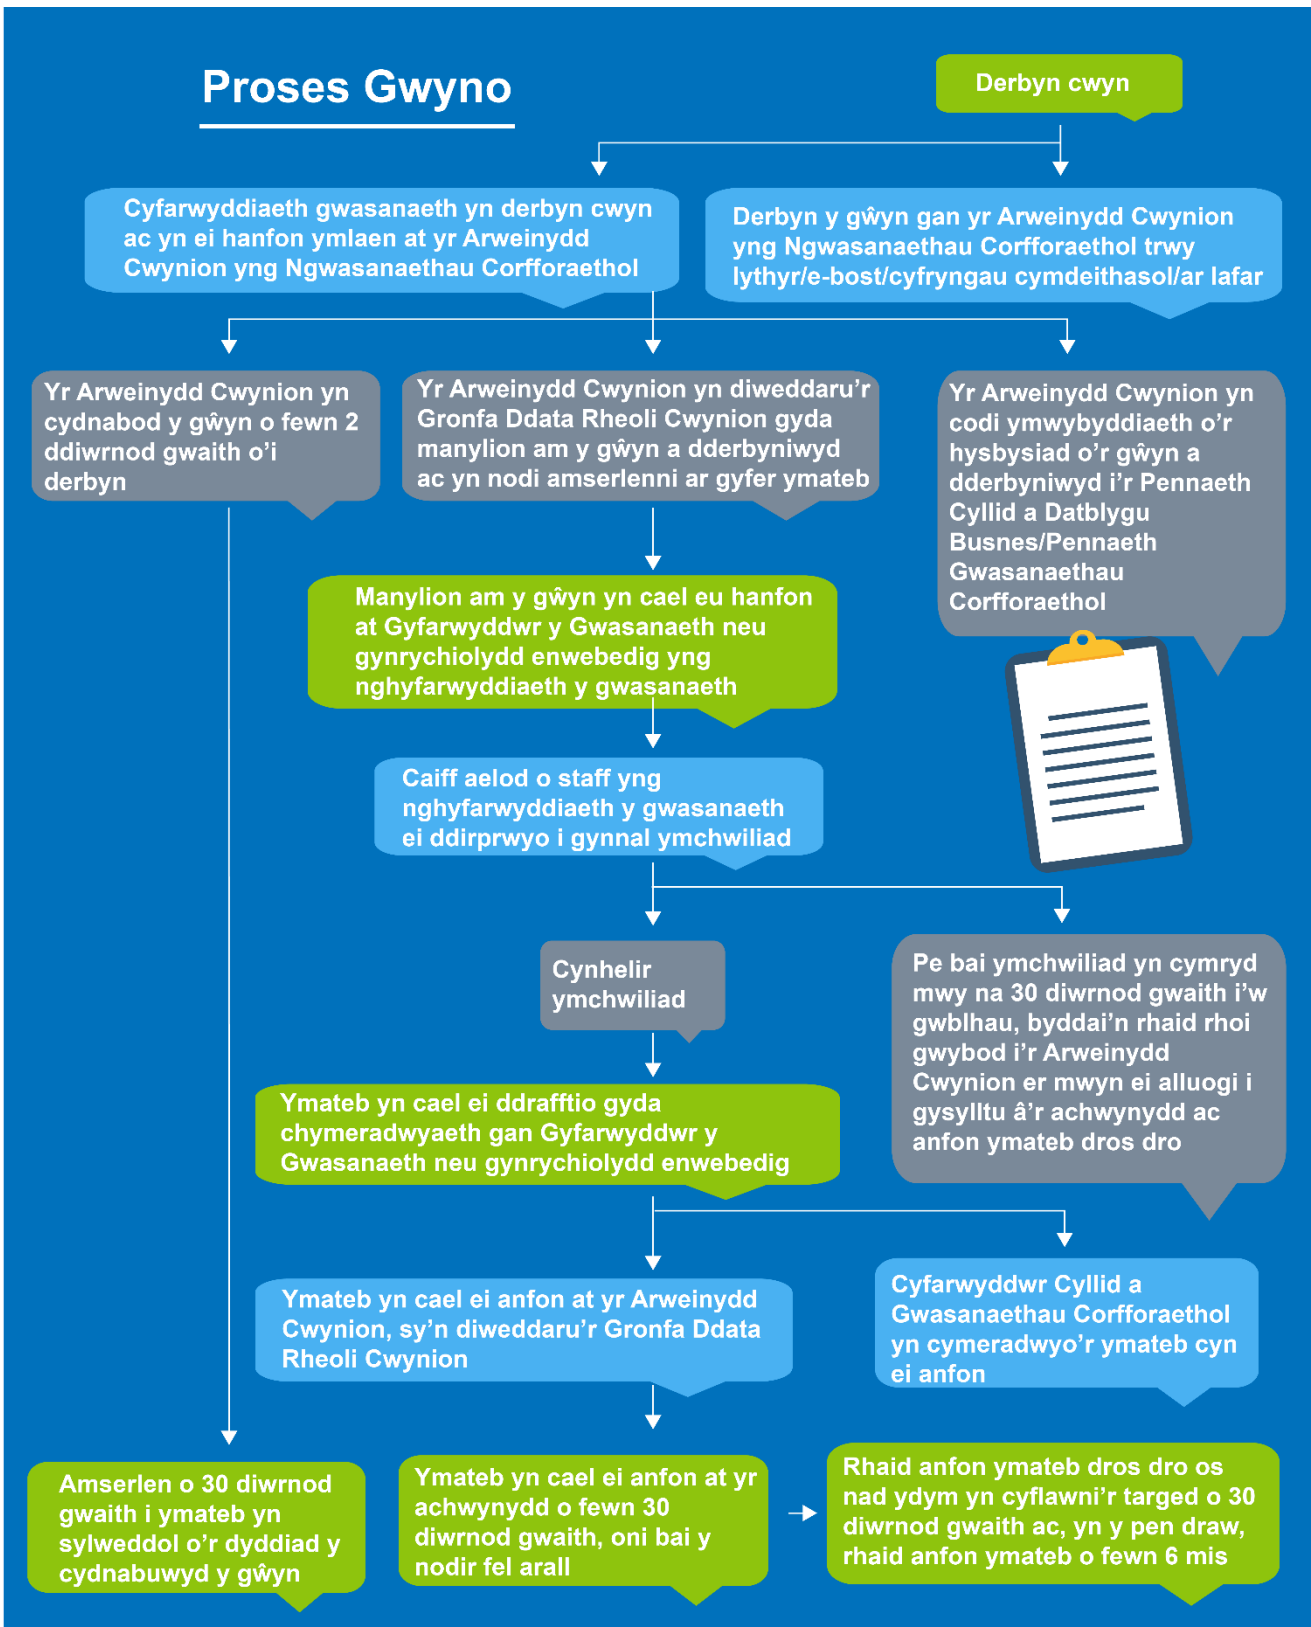 Proses Gwyno
Derbyn cwyn
Cyfarwyddiaeth gwasanaeth yn derbyn cwyn
ac yn ei hanfon ymlaen at yr Arweinydd
Cwynion yng Ngwasanaethau Corfforaethol
Derbyn y gŵyn gan yr Arweinydd Cwynion
yng Ngwasanaethau Corfforaethol trwy
lythyr/e-bost/cyfryngau cymdeithasol/ar lafar
Yr Arweinydd Cwynion yn
cydnabod y gŵyn o fewn 2
ddiwrnod gwaith o’i
derbyn
Yr Arweinydd Cwynion yn diweddaru’r
Gronfa Ddata Rheoli Cwynion gyda
manylion am y gŵyn a dderbyniwyd
ac yn nodi amserlenni ar gyfer ymateb
Yr Arweinydd Cwynion yn
codi ymwybyddiaeth o’r
hysbysiad o’r gŵyn a
dderbyniwyd i’r Pennaeth
Cyllid a Datblygu
Busnes/Pennaeth
Gwasanaethau
Corfforaethol
Manylion am y gŵyn yn cael eu hanfon
at Gyfarwyddwr y Gwasanaeth neu
gynrychiolydd enwebedig yng
nghyfarwyddiaeth y gwasanaeth
Caiff aelod o staff yng
nghyfarwyddiaeth y gwasanaeth
ei ddirprwyo i gynnal ymchwiliad
Cynhelir
ymchwiliad
Pe bai ymchwiliad yn cymryd
mwy na 30 diwrnod gwaith i’w
gwblhau, byddai’n rhaid rhoi
gwybod i’r Arweinydd
Cwynion er mwyn ei alluogi i
gysylltu â’r achwynydd ac
anfon ymateb dros dro
Ymateb yn cael ei ddrafftio gyda
chymeradwyaeth gan Gyfarwyddwr y
Gwasanaeth neu gynrychiolydd enwebedig
Ymateb yn cael ei anfon at yr Arweinydd
Cwynion, sy’n diweddaru’r Gronfa Ddata
Rheoli Cwynion
Cyfarwyddwr Cyllid a
Gwasanaethau Corfforaethol
yn cymeradwyo’r ymateb cyn
ei anfon
Amserlen o 30 diwrnod
gwaith i ymateb yn
sylweddol o’r dyddiad y
cydnabuwyd y gŵyn
Ymateb yn cael ei anfon at yr
achwynydd o fewn 30
diwrnod gwaith, oni bai y
nodir fel arall
Rhaid anfon ymateb dros dro os
nad ydym yn cyflawni’r targed o 30
diwrnod gwaith ac, yn y pen draw,
rhaid anfon ymateb o fewn 6 mis